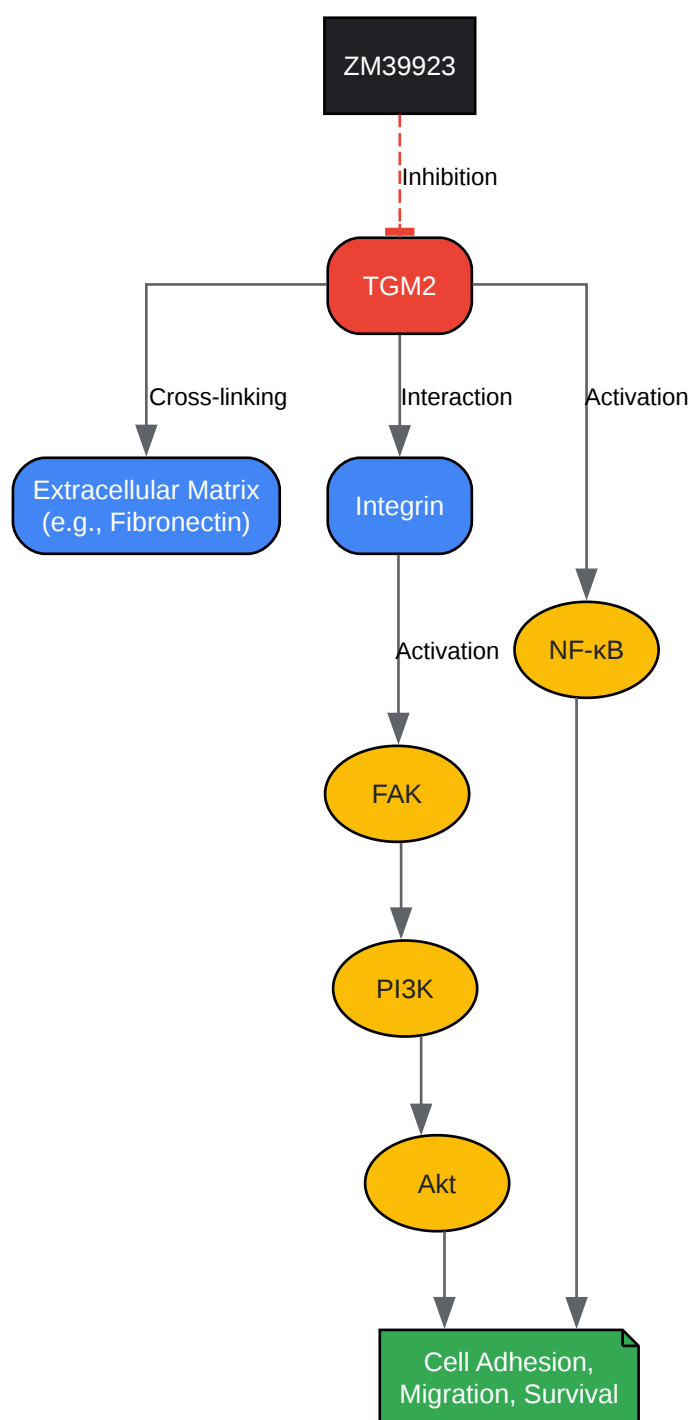 ZM39923
Inhibition
TGM2
Cross-linking
Interaction
Activation
Extracellular Matrix
(e.g., Fibronectin)
Integrin
Activation
NF-κB
FAK
PI3K
Akt
Cell Adhesion,
Migration, Survival